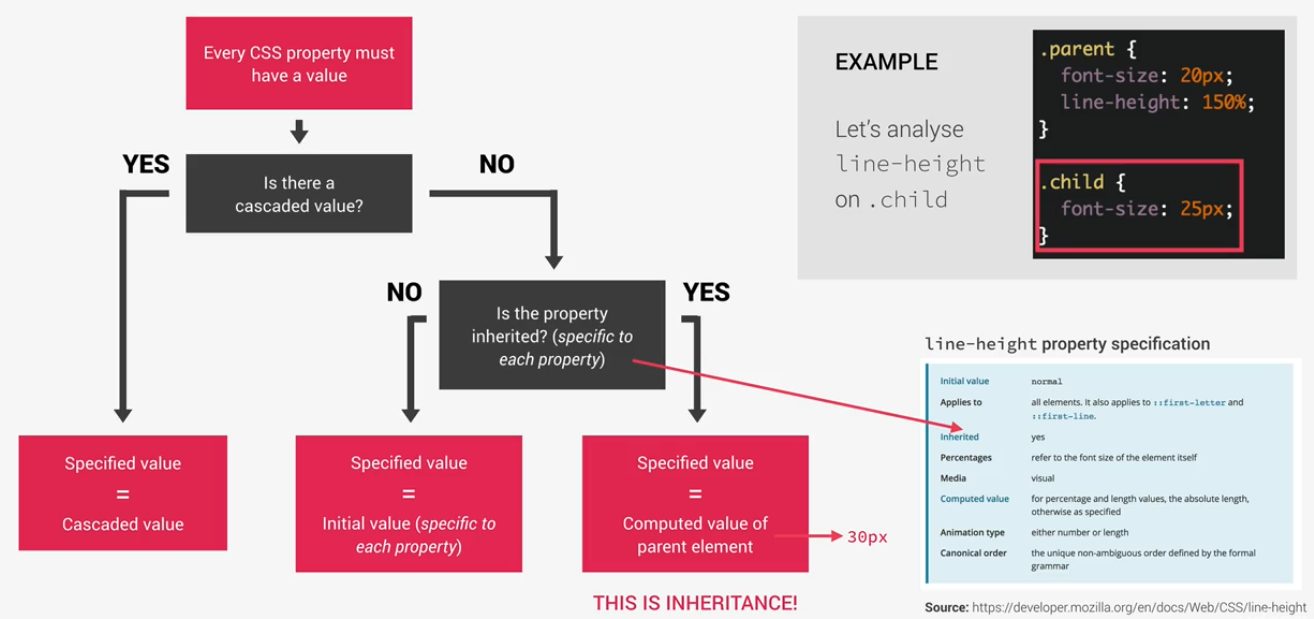 Every CSS property must
have a value
YES
NO
Is there a
cascaded value?
NO
YES
Is the property
inherited? (specific to
each property)
Specified value
=
Cascaded value
Specified value
=
Initial value (specific to
each property)
Specified value
=
Computed value of
parent element
30px
THIS IS INHERITANCE!
EXAMPLE
Let's analyse
line-height
on .child
.parent {
font-size: 20px;
line-height: 150%;
}
.child {
font-size: 25px;
}
line-height property specification
Initial value normal
Applies to all elements. It also applies to ::first-letter and
::first-line.
Inherited yes
Percentages refer to the font size of the element itself
Media visual
Computed value for percentage and length values, the absolute length,
otherwise as specified
Animation type either number or length
Canonical order the unique non-ambiguous order defined by the formal
grammar
Source: https://developer.mozilla.org/en/docs/Web/CSS/line-height